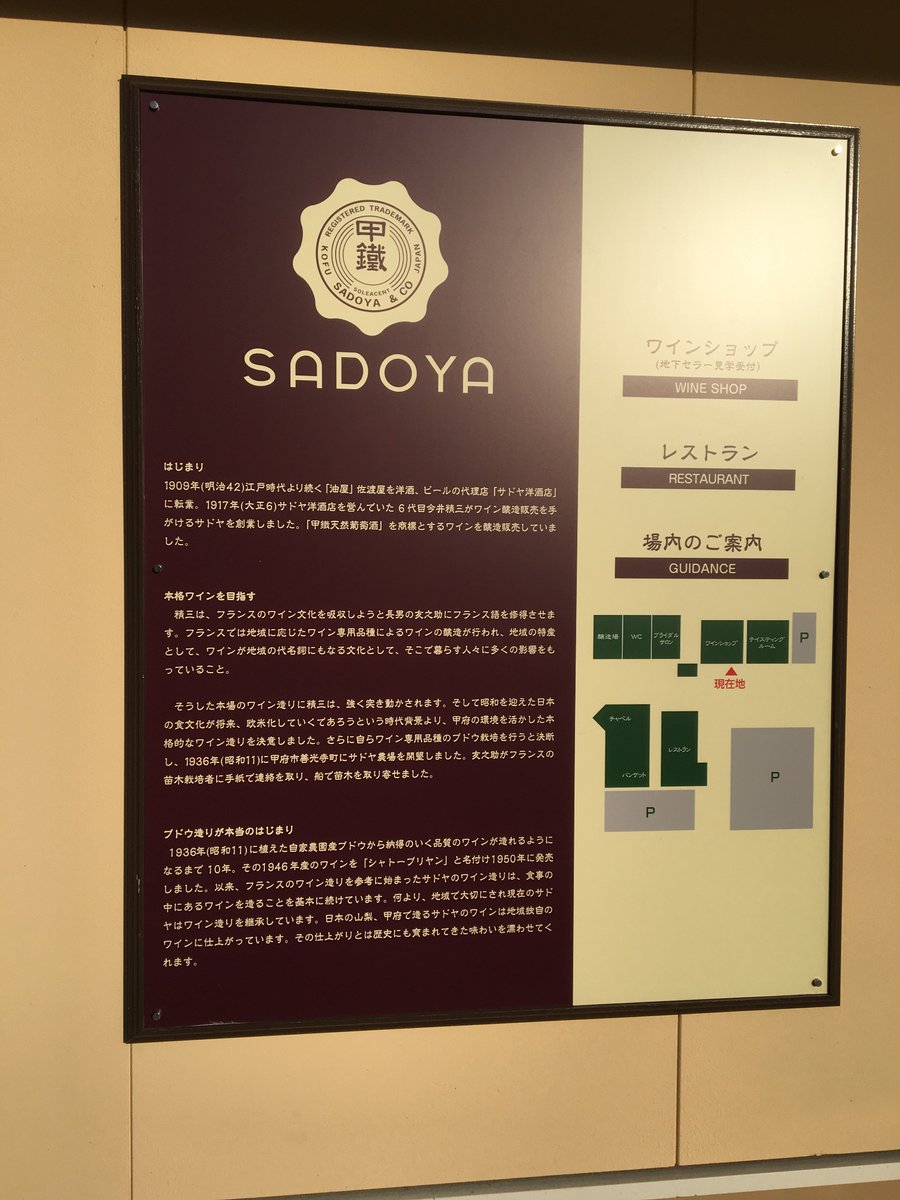 REGISTERED TRADEMARK
甲
鐵
KOFU SADOYA & CO JAPAN
SOLEACENT
SADOYA
はじまり
1909年(明治42)江戸時代より続く「油屋」佐渡屋を洋酒、ビールの代理店「サドヤ洋酒店」
に転業。1917年(大正6)サドヤ洋酒店を営んでいた6代目今井精三がワイン醸造販売を手
がけるサドヤを創業しました。「甲鐵天然葡萄酒」を商標とするワインを醸造販売していま
した。
本格ワインを目指す
精三は、フランスのワイン文化を吸収しようと長男の亥之助にフランス語を修得させま
す。フランスでは地域に応じたワイン専用品種によるワインの醸造が行われ、地域の特産
として、ワインが地域の代名詞にもなる文化として、そこで暮らす人々に多くの影響をも
っていること。
そうした本場のワイン造りに精三は、強く突き動かされます。そして昭和を迎えた日本
の食文化が将来、欧米化していくであろうという時代背景より、甲府の環境を活かした本
格的なワイン造りを決意しました。さらに自らワイン専用品種のブドウ栽培を行うと決断
し、1936年(昭和11)に甲府市善光寺町にサドヤ農場を開墾しました。亥之助がフランスの
苗木栽培者に手紙で連絡を取り、船で苗木を取り寄せました。
ブドウ造りが本当のはじまり
1936年(昭和11)に植えた自家農園産ブドウから納得のいく品質のワインが造れるように
なるまで10年。その1946年産のワインを「シャトーブリヤン」と名付け1950年に発売
しました。以来、フランスのワイン造りを参考に始まったサドヤのワイン造りは、食事の
中にあるワインを造ることを基本に続けています。何より、地域で大切にされ現在のサド
ヤはワイン造りを継承しています。日本の山梨、甲府で造るサドヤのワインは地域独自の
ワインに仕上がっています。その仕上がりとは歴史にも育まれてきた味わいを漂わせてく
れます。
ワインショップ
(地下セラー見学受付)
WINE SHOP
レストラン
RESTAURANT
場内のご案内
GUIDANCE
醸造場
WC
ブライダル
サロン
ワインショップ
テイスティング
ルーム
P
現在地
チャペル
バンケット
レストラン
P
P